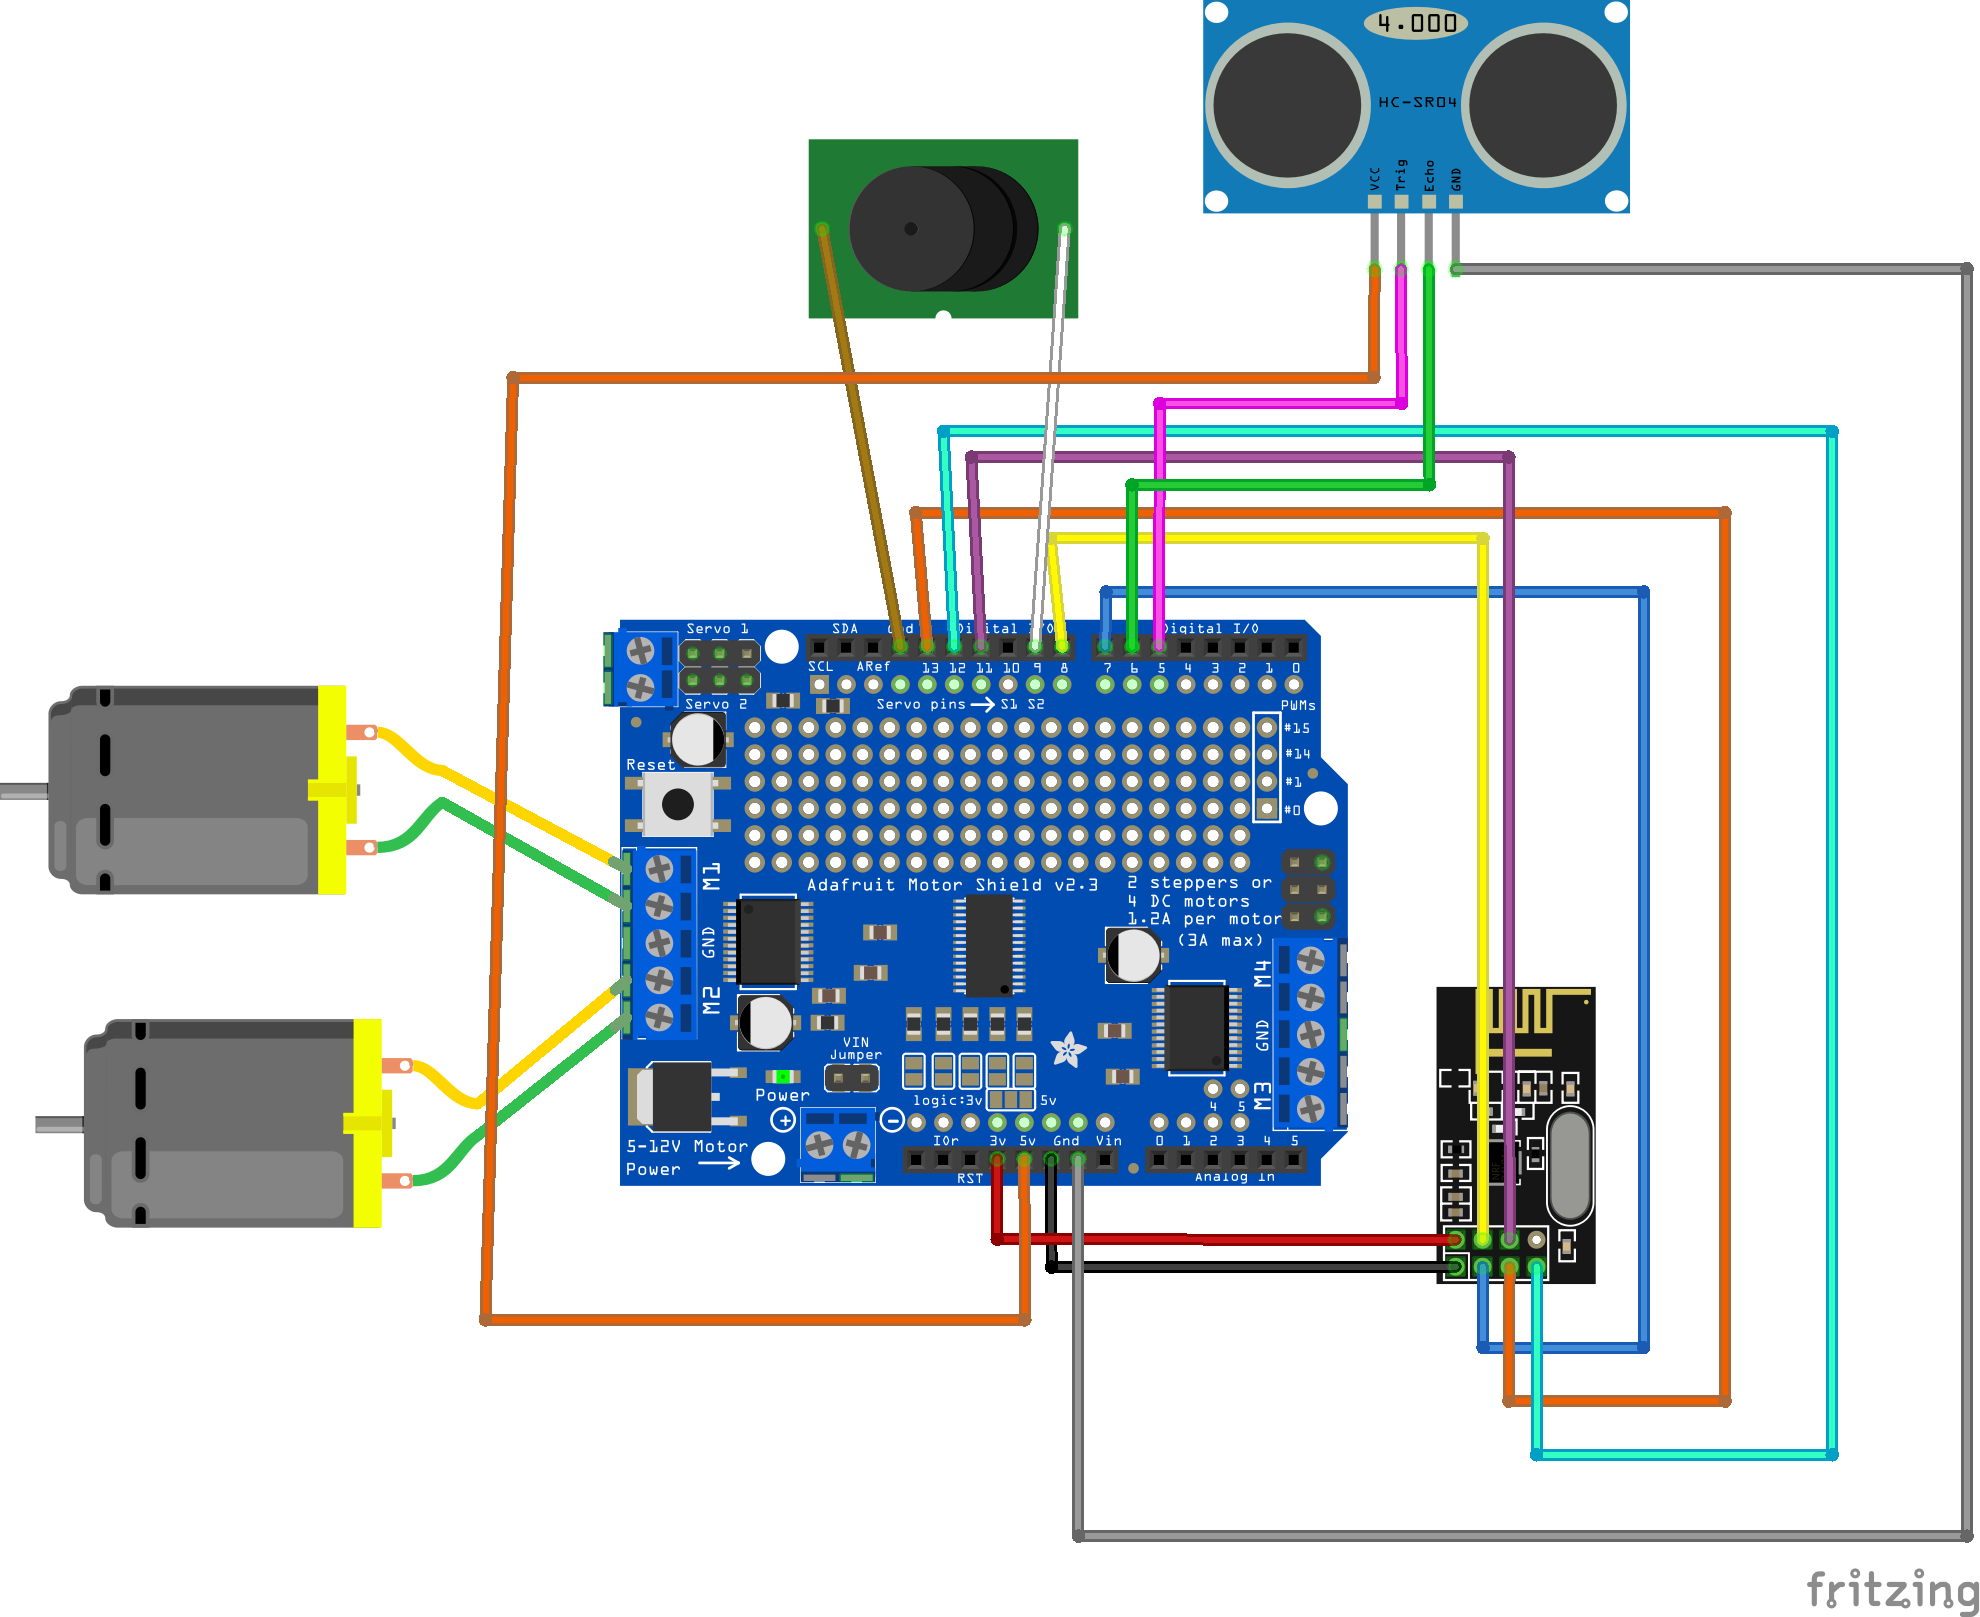 4.000
HC-SR04
VCC
Trig
Echo
GND
Servo 1
SDA
Digital I/O
SCL
ARef
13 12 11 10 9 8
7 6 5 4 3 2 1 0
Servo 2
Servo pins
S1 S2
PWMs
#15
#14
#1
#0
Reset
M1
GND
M2
Adafruit Motor Shield v2.3
2 steppers or
4 DC motors
1.2A per motor
(3A max)
M4
GND
M3
VIN
Jumper
Power
logic:3v
5v
4 5
+
−
5-12V Motor
Power
IOr
3v
5v
Gnd
Vin
0 1 2 3 4 5
RST
Analog In
fritzing